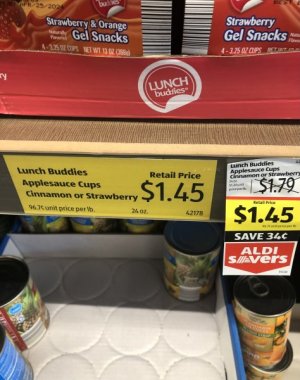 Strawberry & Orange
Gel Snacks
4 - 3.25 OZ CUPS NET WT 13 OZ (368g)
Strawberry
Gel Snacks
4 - 3.25 OZ CUPS
LUNCH
buddies
Lunch Buddies
Applesauce Cups
Cinnamon or Strawberry
Retail Price
$1.45
96.7¢ unit price per lb.
24 oz.
42178
Lunch Buddies
Applesauce Cups
Cinnamon or Strawberry
$1.79
Retail Price
$1.45
SAVE 34¢
ALDI
SAVERS